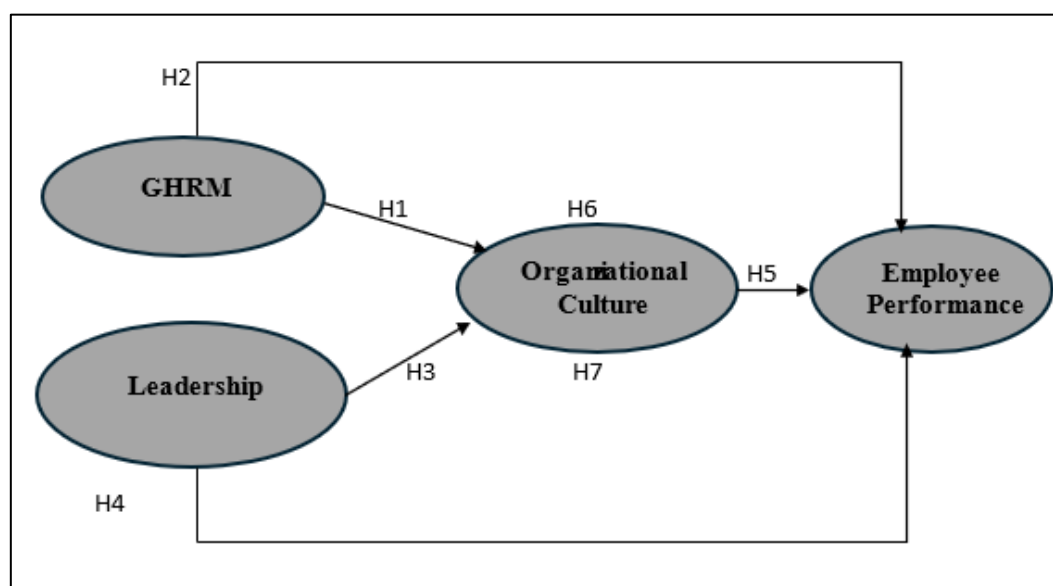 H2
GHRM
H1
H6
Organizational
Culture
H5
Employee
Performance
Leadership
H3
H7
H4